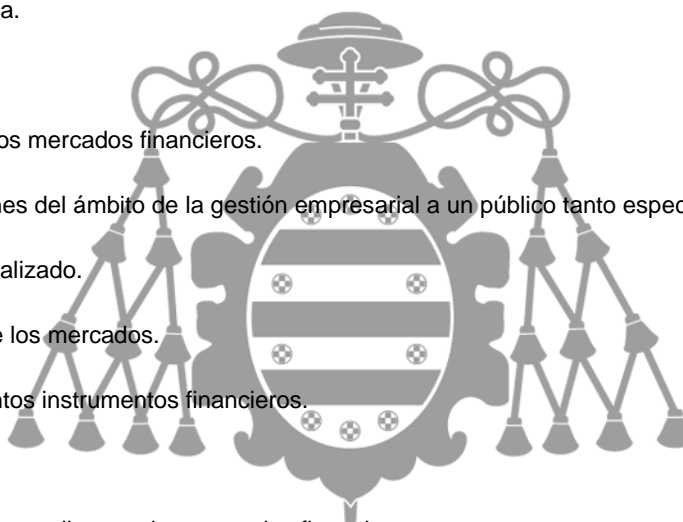 a.
os mercados financieros.
nes del ámbito de la gestión empresarial a un público tanto espec
alizado.
e los mercados.
ntos instrumentos financieros.